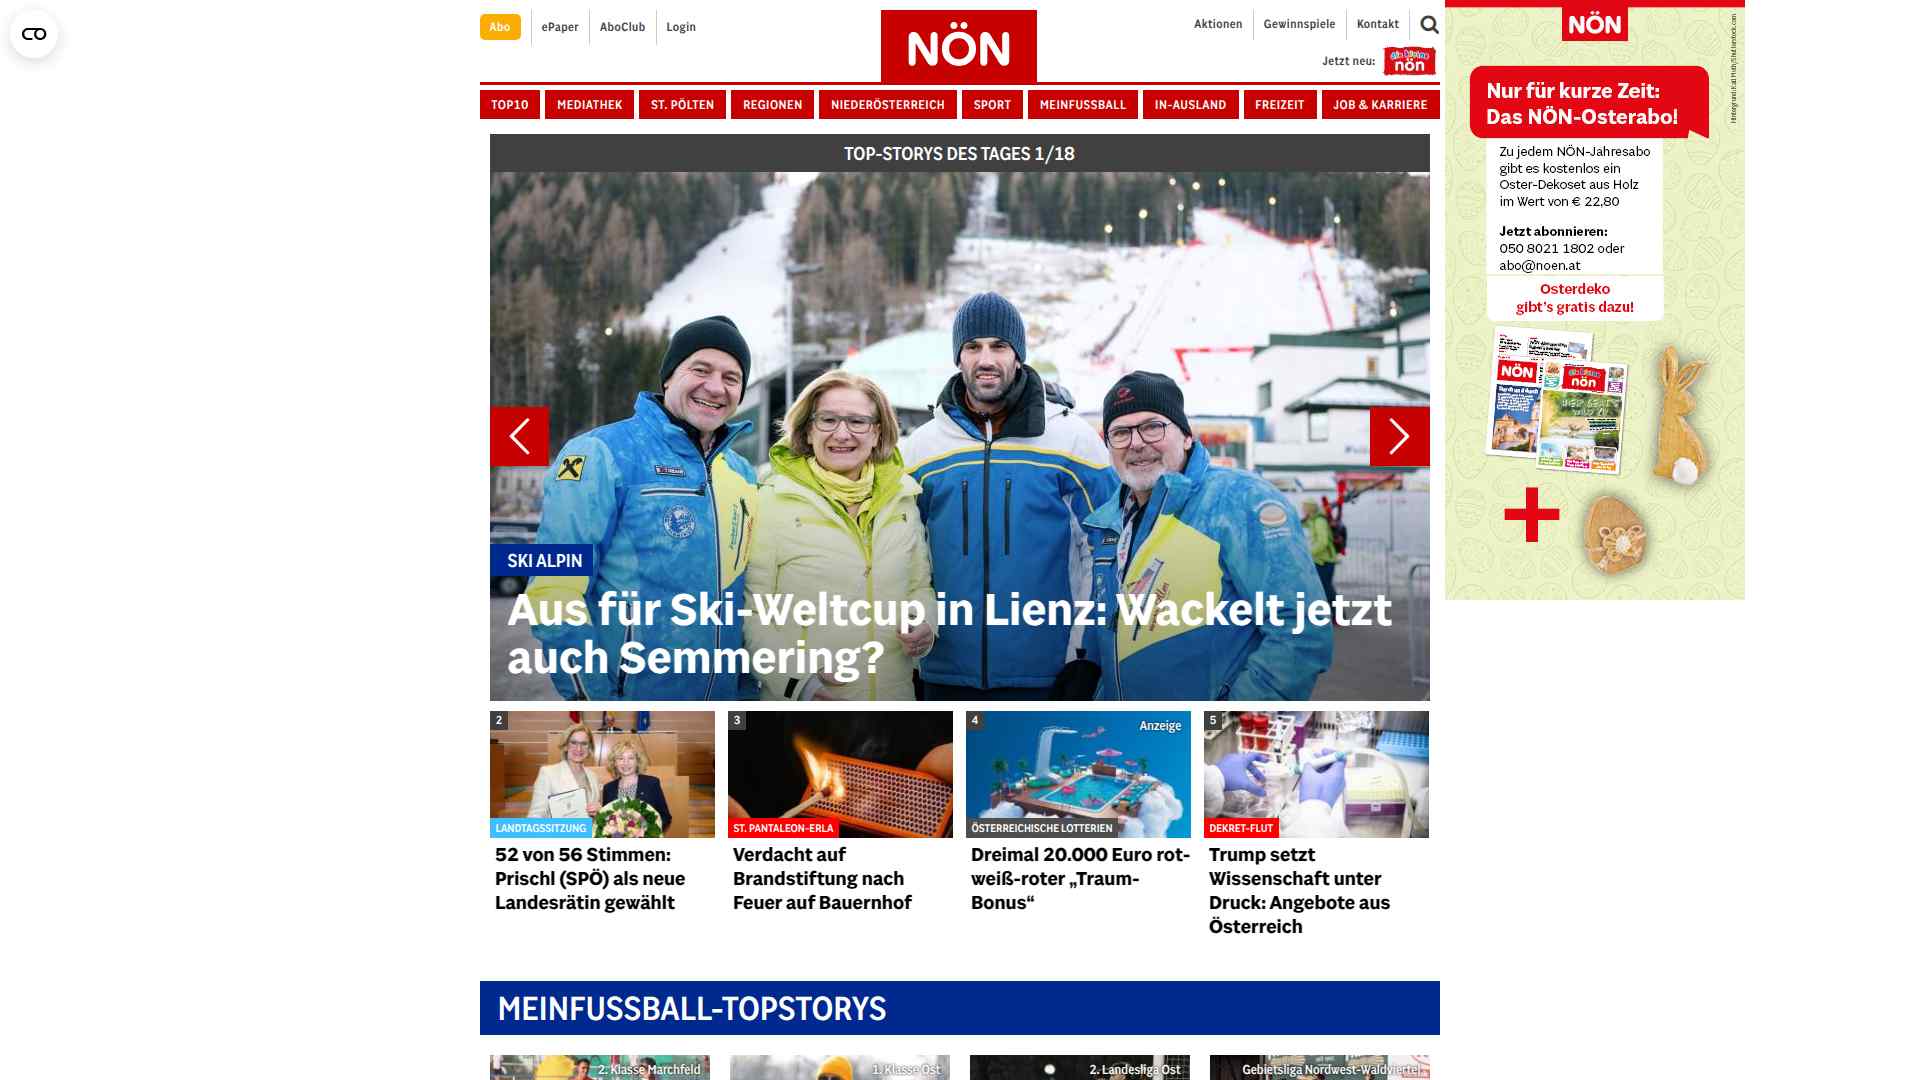 Abo
ePaper
AboClub
Login
NÖN
Aktionen
Gewinnspiele
Kontakt
Jetzt neu:
die kleine
nön
TOP10
MEDIATHEK
ST. PÖLTEN
REGIONEN
NIEDERÖSTERREICH
SPORT
MEINFUSSBALL
IN-AUSLAND
FREIZEIT
JOB & KARRIERE
TOP-STORYS DES TAGES 1/18
SKI ALPIN
Aus für Ski-Weltcup in Lienz: Wackelt jetzt
auch Semmering?
2
LANDTAGSSITZUNG
52 von 56 Stimmen:
Prischl (SPÖ) als neue
Landesrätin gewählt
3
ST. PANTALEON-ERLA
Verdacht auf
Brandstiftung nach
Feuer auf Bauernhof
4
Anzeige
ÖSTERREICHISCHE LOTTERIEN
Dreimal 20.000 Euro rot-
weiß-roter „Traum-
Bonus“
5
DEKRET-FLUT
Trump setzt
Wissenschaft unter
Druck: Angebote aus
Österreich
MEINFUSSBALL-TOPSTORYS
2. Klasse Marchfeld
1. Klasse Ost
2. Landesliga Ost
Gebietsliga Nordwest-Waldviertel
NÖN
Nur für kurze Zeit:
Das NÖN-Osterabo!
Zu jedem NÖN-Jahresabo
gibt es kostenlos ein
Oster-Dekoset aus Holz
im Wert von € 22,80
Jetzt abonnieren:
050 8021 1802 oder
abo@noen.at
Osterdeko
gibt's gratis dazu!
NÖN
die kleine
nön